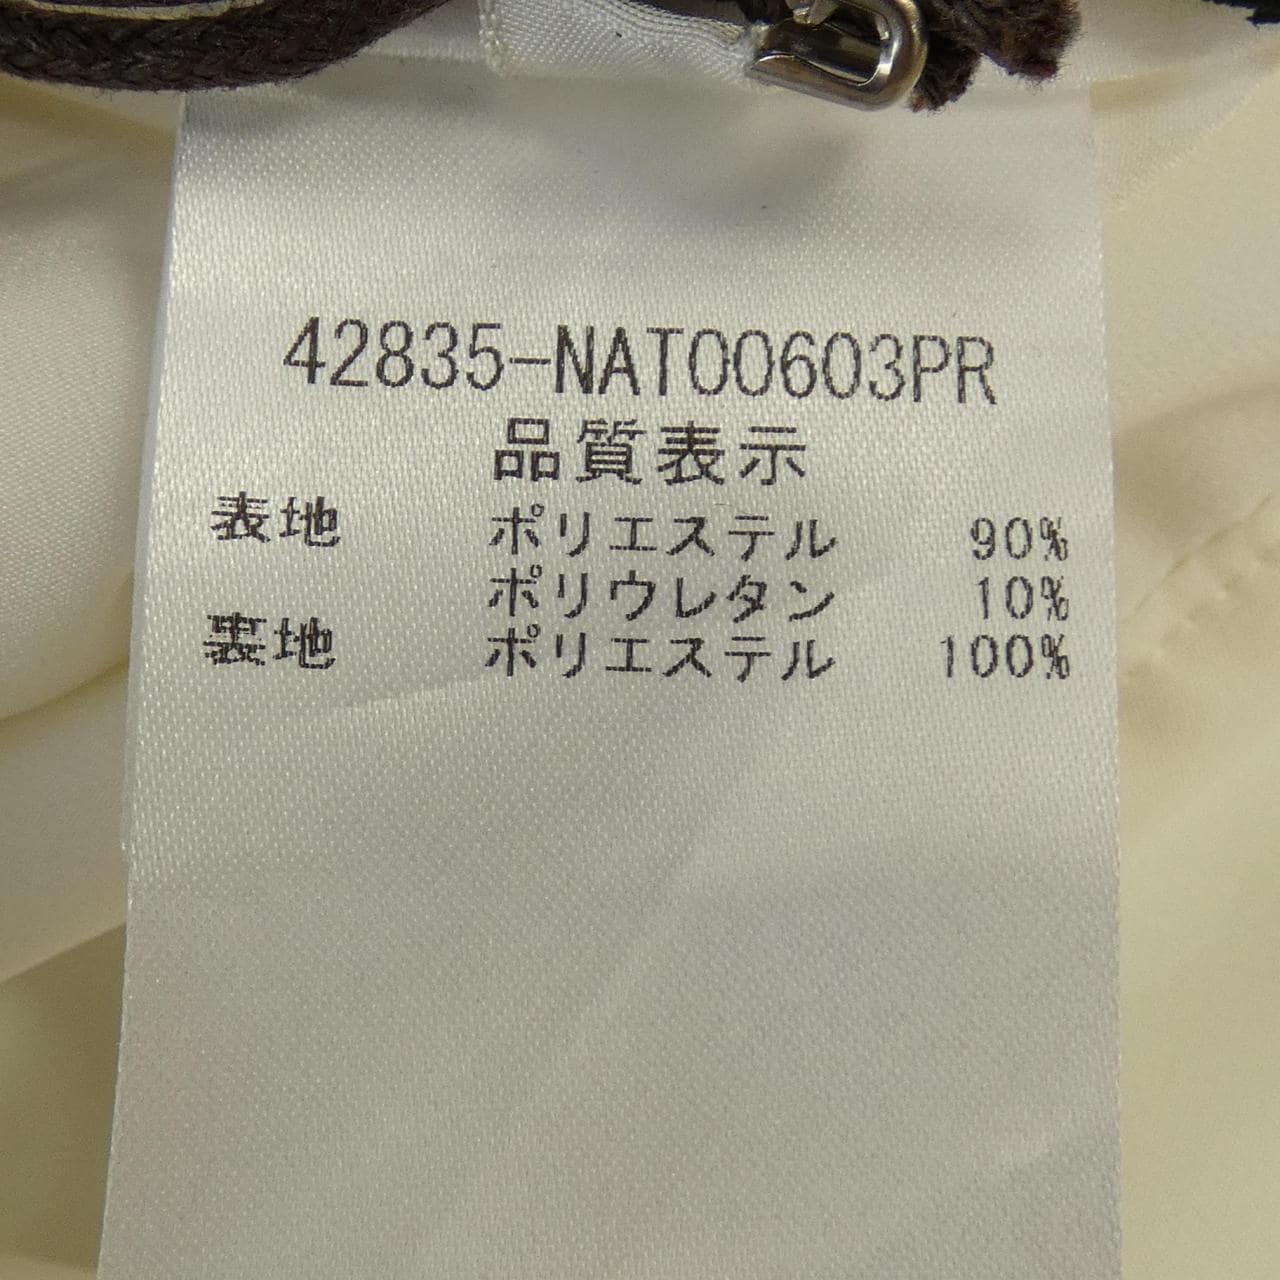 42835-NAT00603PR
品質表示
表地 ポリエステル 90%
ポリウレタン 10%
裏地 ポリエステル 100%